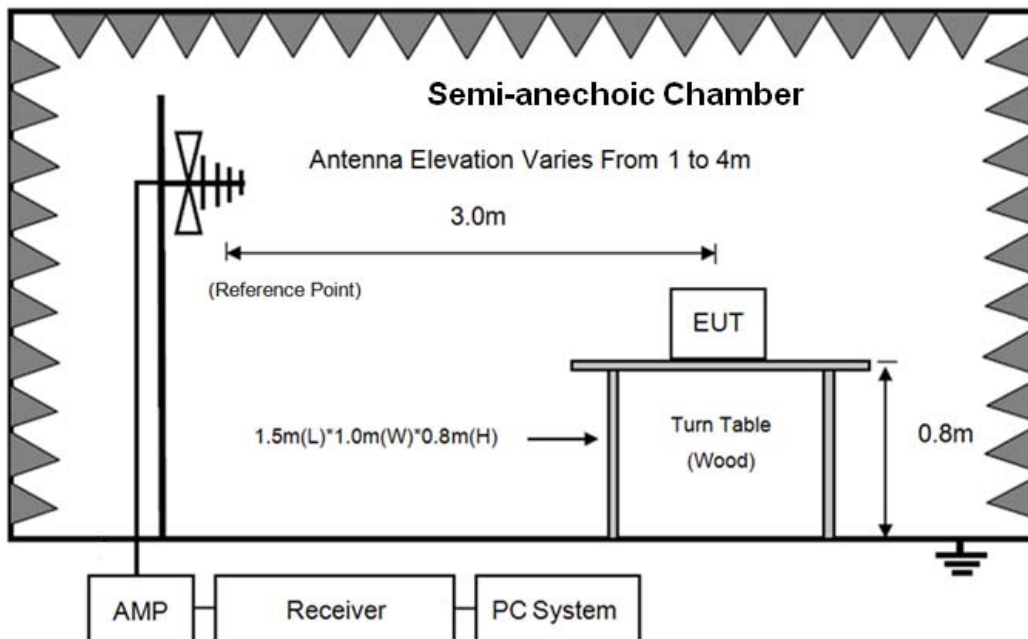 Semi-anechoic Chamber
Antenna Elevation Varies From 1 to 4m
3.0m
(Reference Point)
EUT
1.5m(L)*1.0m(W)*0.8m(H)
Turn Table
(Wood)
0.8m
AMP
Receiver
PC System